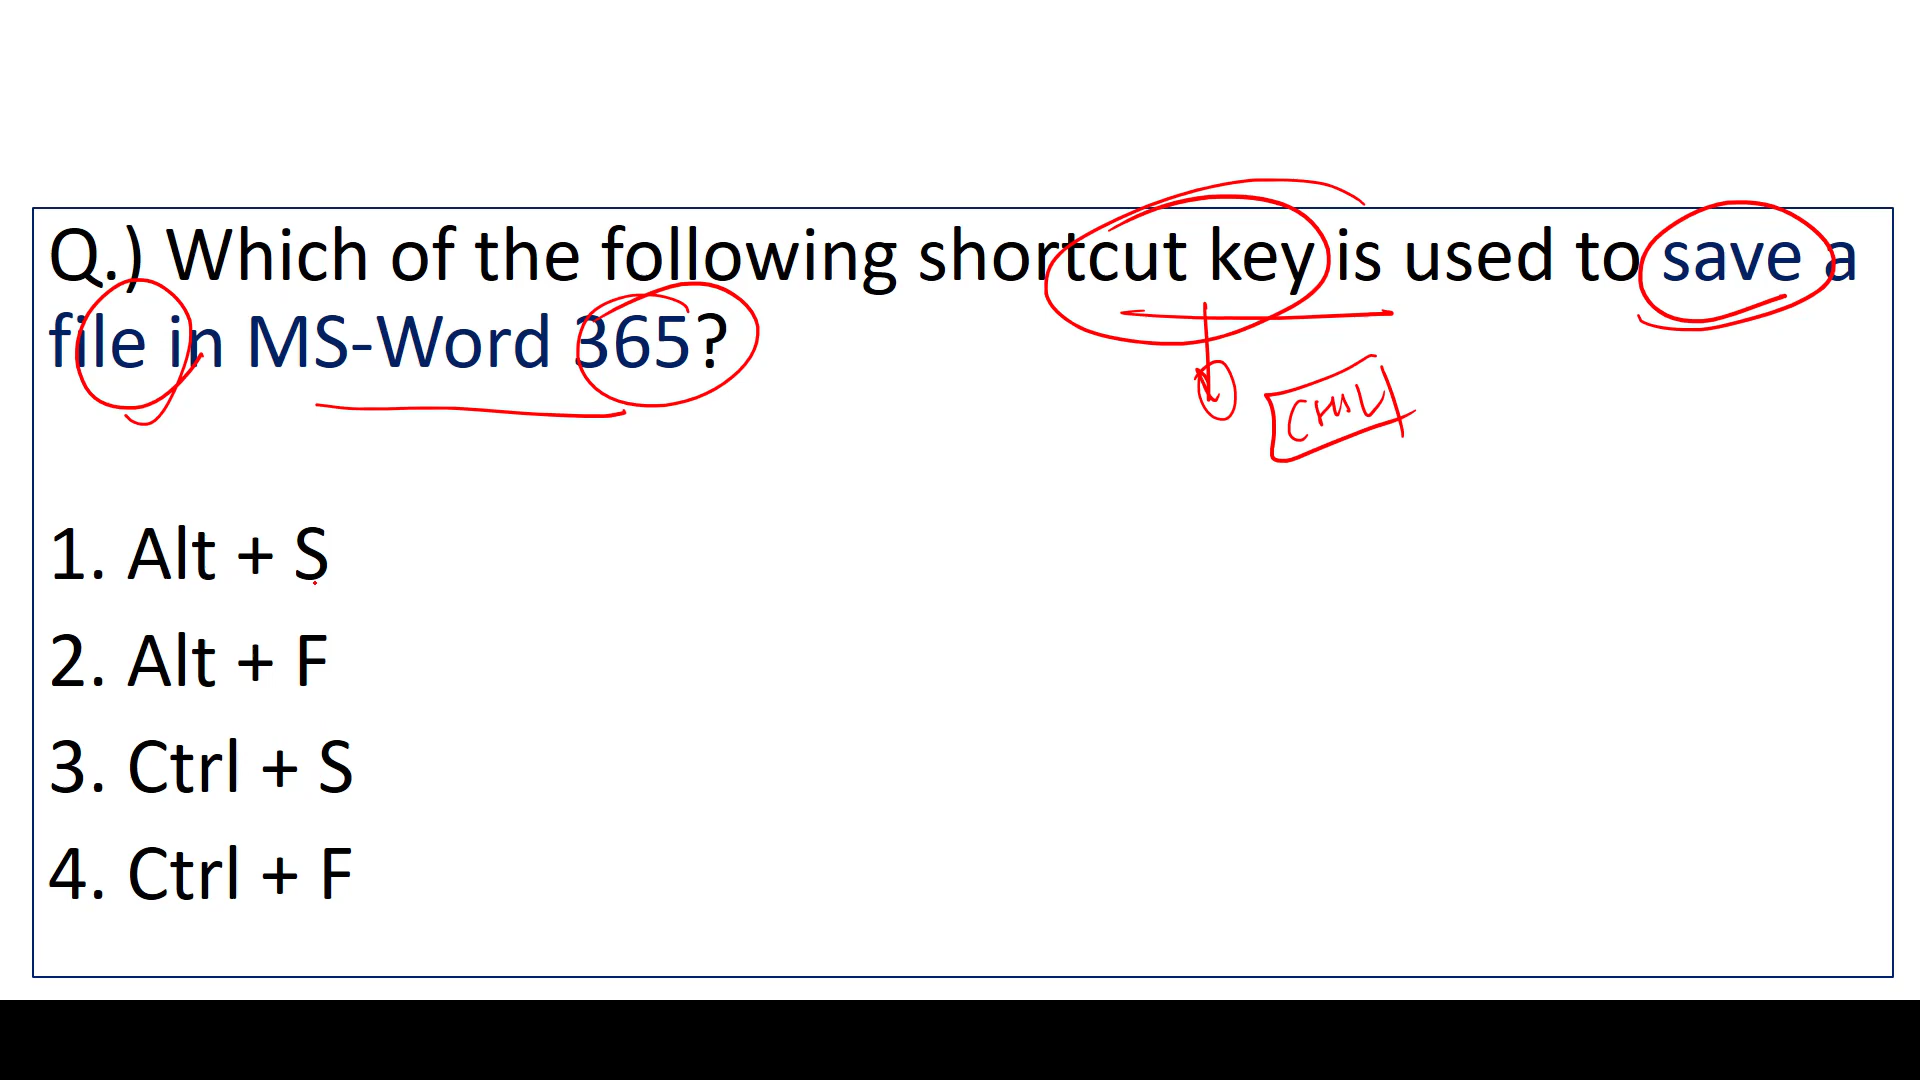 Q.) Which of the following shortcut key is used to save a
file in MS-Word 365?
Ctrl
1. Alt + S
2. Alt + F
3. Ctrl + S
4. Ctrl + F